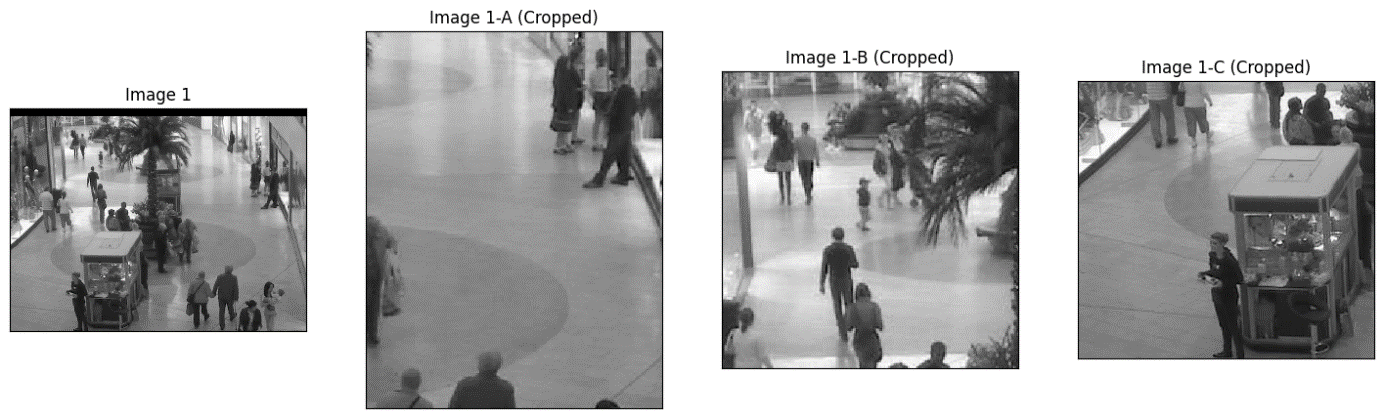 Image 1
Image 1-A (Cropped)
Image 1-B (Cropped)
Image 1-C (Cropped)